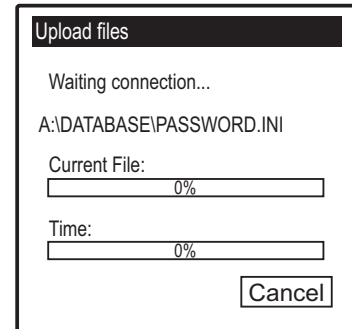 Upload files
Waiting connection...
A:\DATABASE\PASSWORD.INI
Current File:
0%
Time:
0%
Cancel